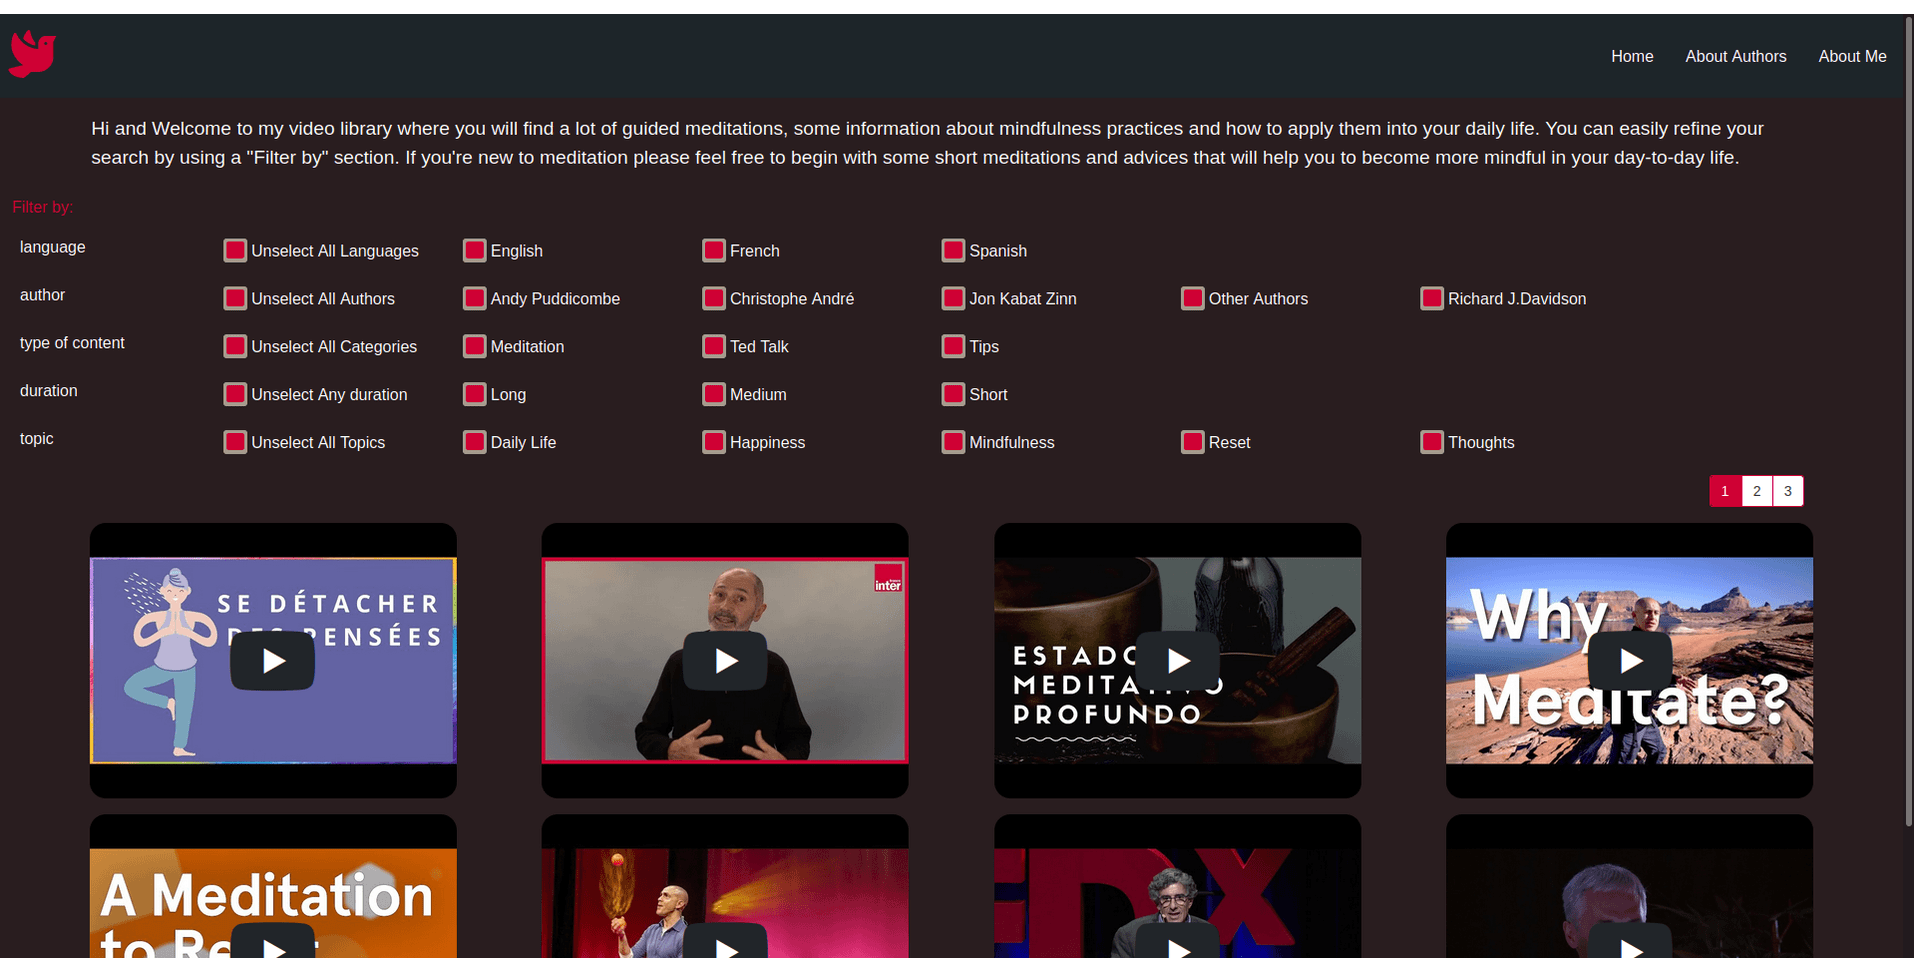 Home About Authors About Me
Hi and Welcome to my video library where you will find a lot of guided meditations, some information about mindfulness practices and how to apply them into your daily life. You can easily refine your
search by using a "Filter by" section. If you're new to meditation please feel free to begin with some short meditations and advices that will help you to become more mindful in your day-to-day life.
Filter by:
language Unselect All Languages English French Spanish
author Unselect All Authors Andy Puddicombe Christophe André Jon Kabat Zinn Other Authors Richard J.Davidson
type of content Unselect All Categories Meditation Ted Talk Tips
duration Unselect Any duration Long Medium Short
topic Unselect All Topics Daily Life Happiness Mindfulness Reset Thoughts
1 2 3
SE DÉTACHER
DES PENSÉES
inter
ESTADO
MEDITATIVO
PROFUNDO
Why
Meditate?
A Meditation
to